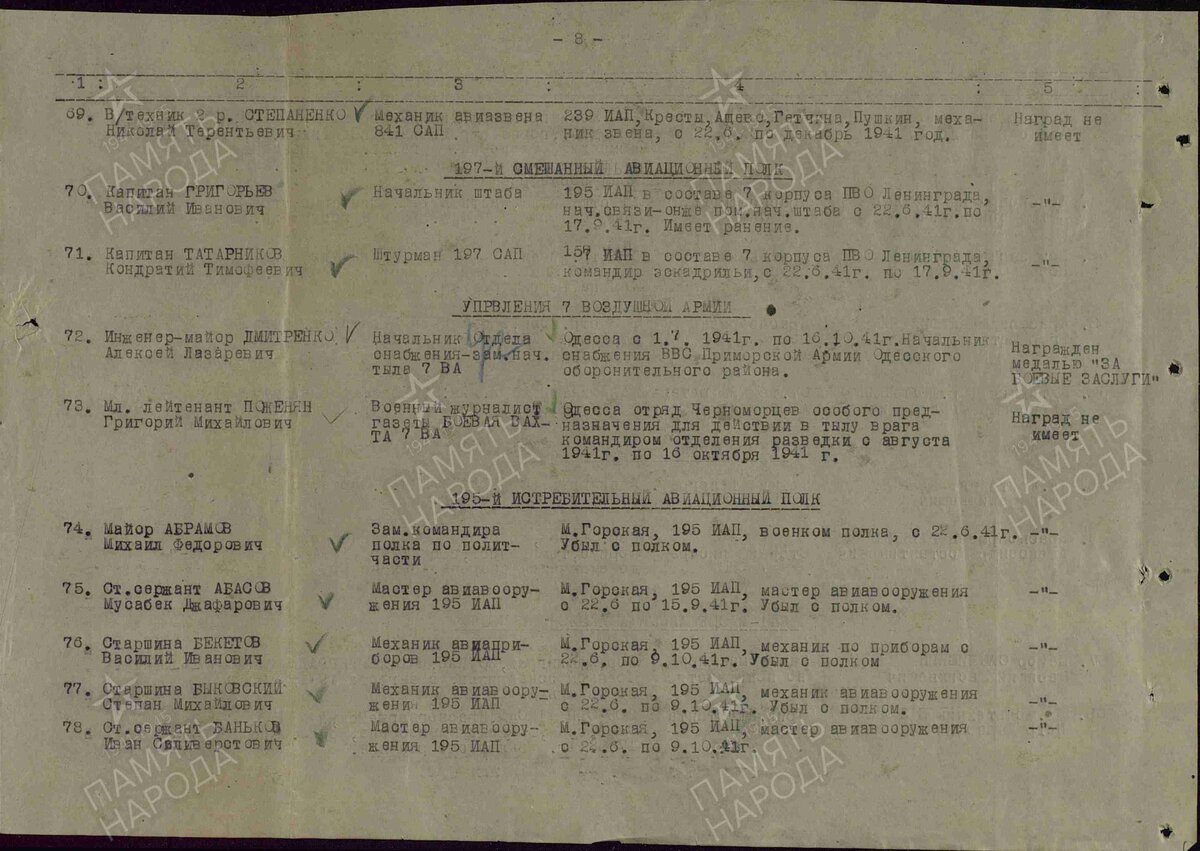 - 8 -
1 : 2 : 3 : 4 : 5 :
69. В/техник 2 р. СТЕПАНЕНКО Механик авиазвена 239 ИАП, Кресты, Ащево, Гатчина, Пушкин, меха- Наград не
Николай Терентьевич 841 САП ник звена, с 22.6. по декабрь 1941 год. имеет
197-й СМЕШАННЫЙ АВИАЦИОННЫЙ ПОЛК
70. Капитан ГРИГОРЬЕВ Начальник штаба 195 ИАП в составе 7 корпуса ПВО Ленинграда, -"-
Василий Иванович нач.связи-онже пом.нач.штаба с 22.6.41г.по
17.9.41г. Имеет ранение.
71. Капитан ТАТАРНИКОВ Штурман 197 САП 157 ИАП в составе 7 корпуса ПВО Ленинграда, -"-
Кондратий Тимофеевич командир эскадрильи, с 22.6.41г. по 17.9.41г.
УПРВЛЕНИЯ 7 ВОЗДУШНОЙ АРМИИ
72. Инженер-майор ДМИТРЕНКО Начальник Отдела Одесса с 1.7. 1941г. по 16.10.41г.Начальник Награжден
Алексей Лазаревич снабжения-зам.нач. снабжения ВВС Приморской Армии Одесского медалью "ЗА
тыла 7 ВА оборонительного района. БОЕВЫЕ ЗАСЛУГИ"
73. Мл. лейтенант ПОЖЕНЯН Военный журналист Одесса отряд Черноморцев особого пред- Наград не
Григорий Михайлович газеты БОЕВАЯ ВАХ- назначения для действии в тылу врага имеет
ТА 7 ВА командиром отделения разведки с августа
1941г. по 16 октября 1941 г.
195-й ИСТРЕБИТЕЛЬНЫЙ АВИАЦИОННЫЙ ПОЛК
74. Майор АБРАМОВ Зам.командира М.Горская, 195 ИАП, военком полка, с 22.6.41г. -"-
Михаил Федорович полка по полит- Убыл с полком.
части
75. Ст.сержант АБАСОВ Мастер авиавоору- М.Горская, 195 ИАП, мастер авиавооружения -"-
Мусабек Джафарович жения 195 ИАП с 22.6 по 15.9.41г. Убыл с полком.
76. Старшина БЕКЕТОВ Механик авиапри- М.Горская, 195 ИАП, механик по приборам с -"-
Василий Иванович боров 195 ИАП 22.6. по 9.10.41г. Убыл с полком
77. Старшина БЫКОВСКИЙ Механик авиавоору- М.Горская, 195 ИАП, механик авиавооружения -"-
Степан Михайлович жения 195 ИАП с 22.6. по 9.10.41г. Убыл с полком.
78. Ст.сержант БАНЬКОВ Мастер авиавоору- М.Горская, 195 ИАП, мастер авиавооружения -"-
Иван Селиверстович жения 195 ИАП с 22.6. по 9.10.41г.
ПАМЯТЬ
НАРОДА